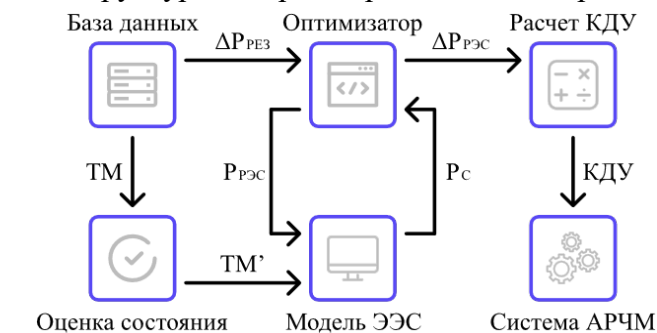 База данных Оптимизатор Расчет КДУ
ΔPРЕЗ ΔPРЭС
ТМ PРЭС PС КДУ
ТМ’
Оценка состояния Модель ЭЭС Система АРЧМ